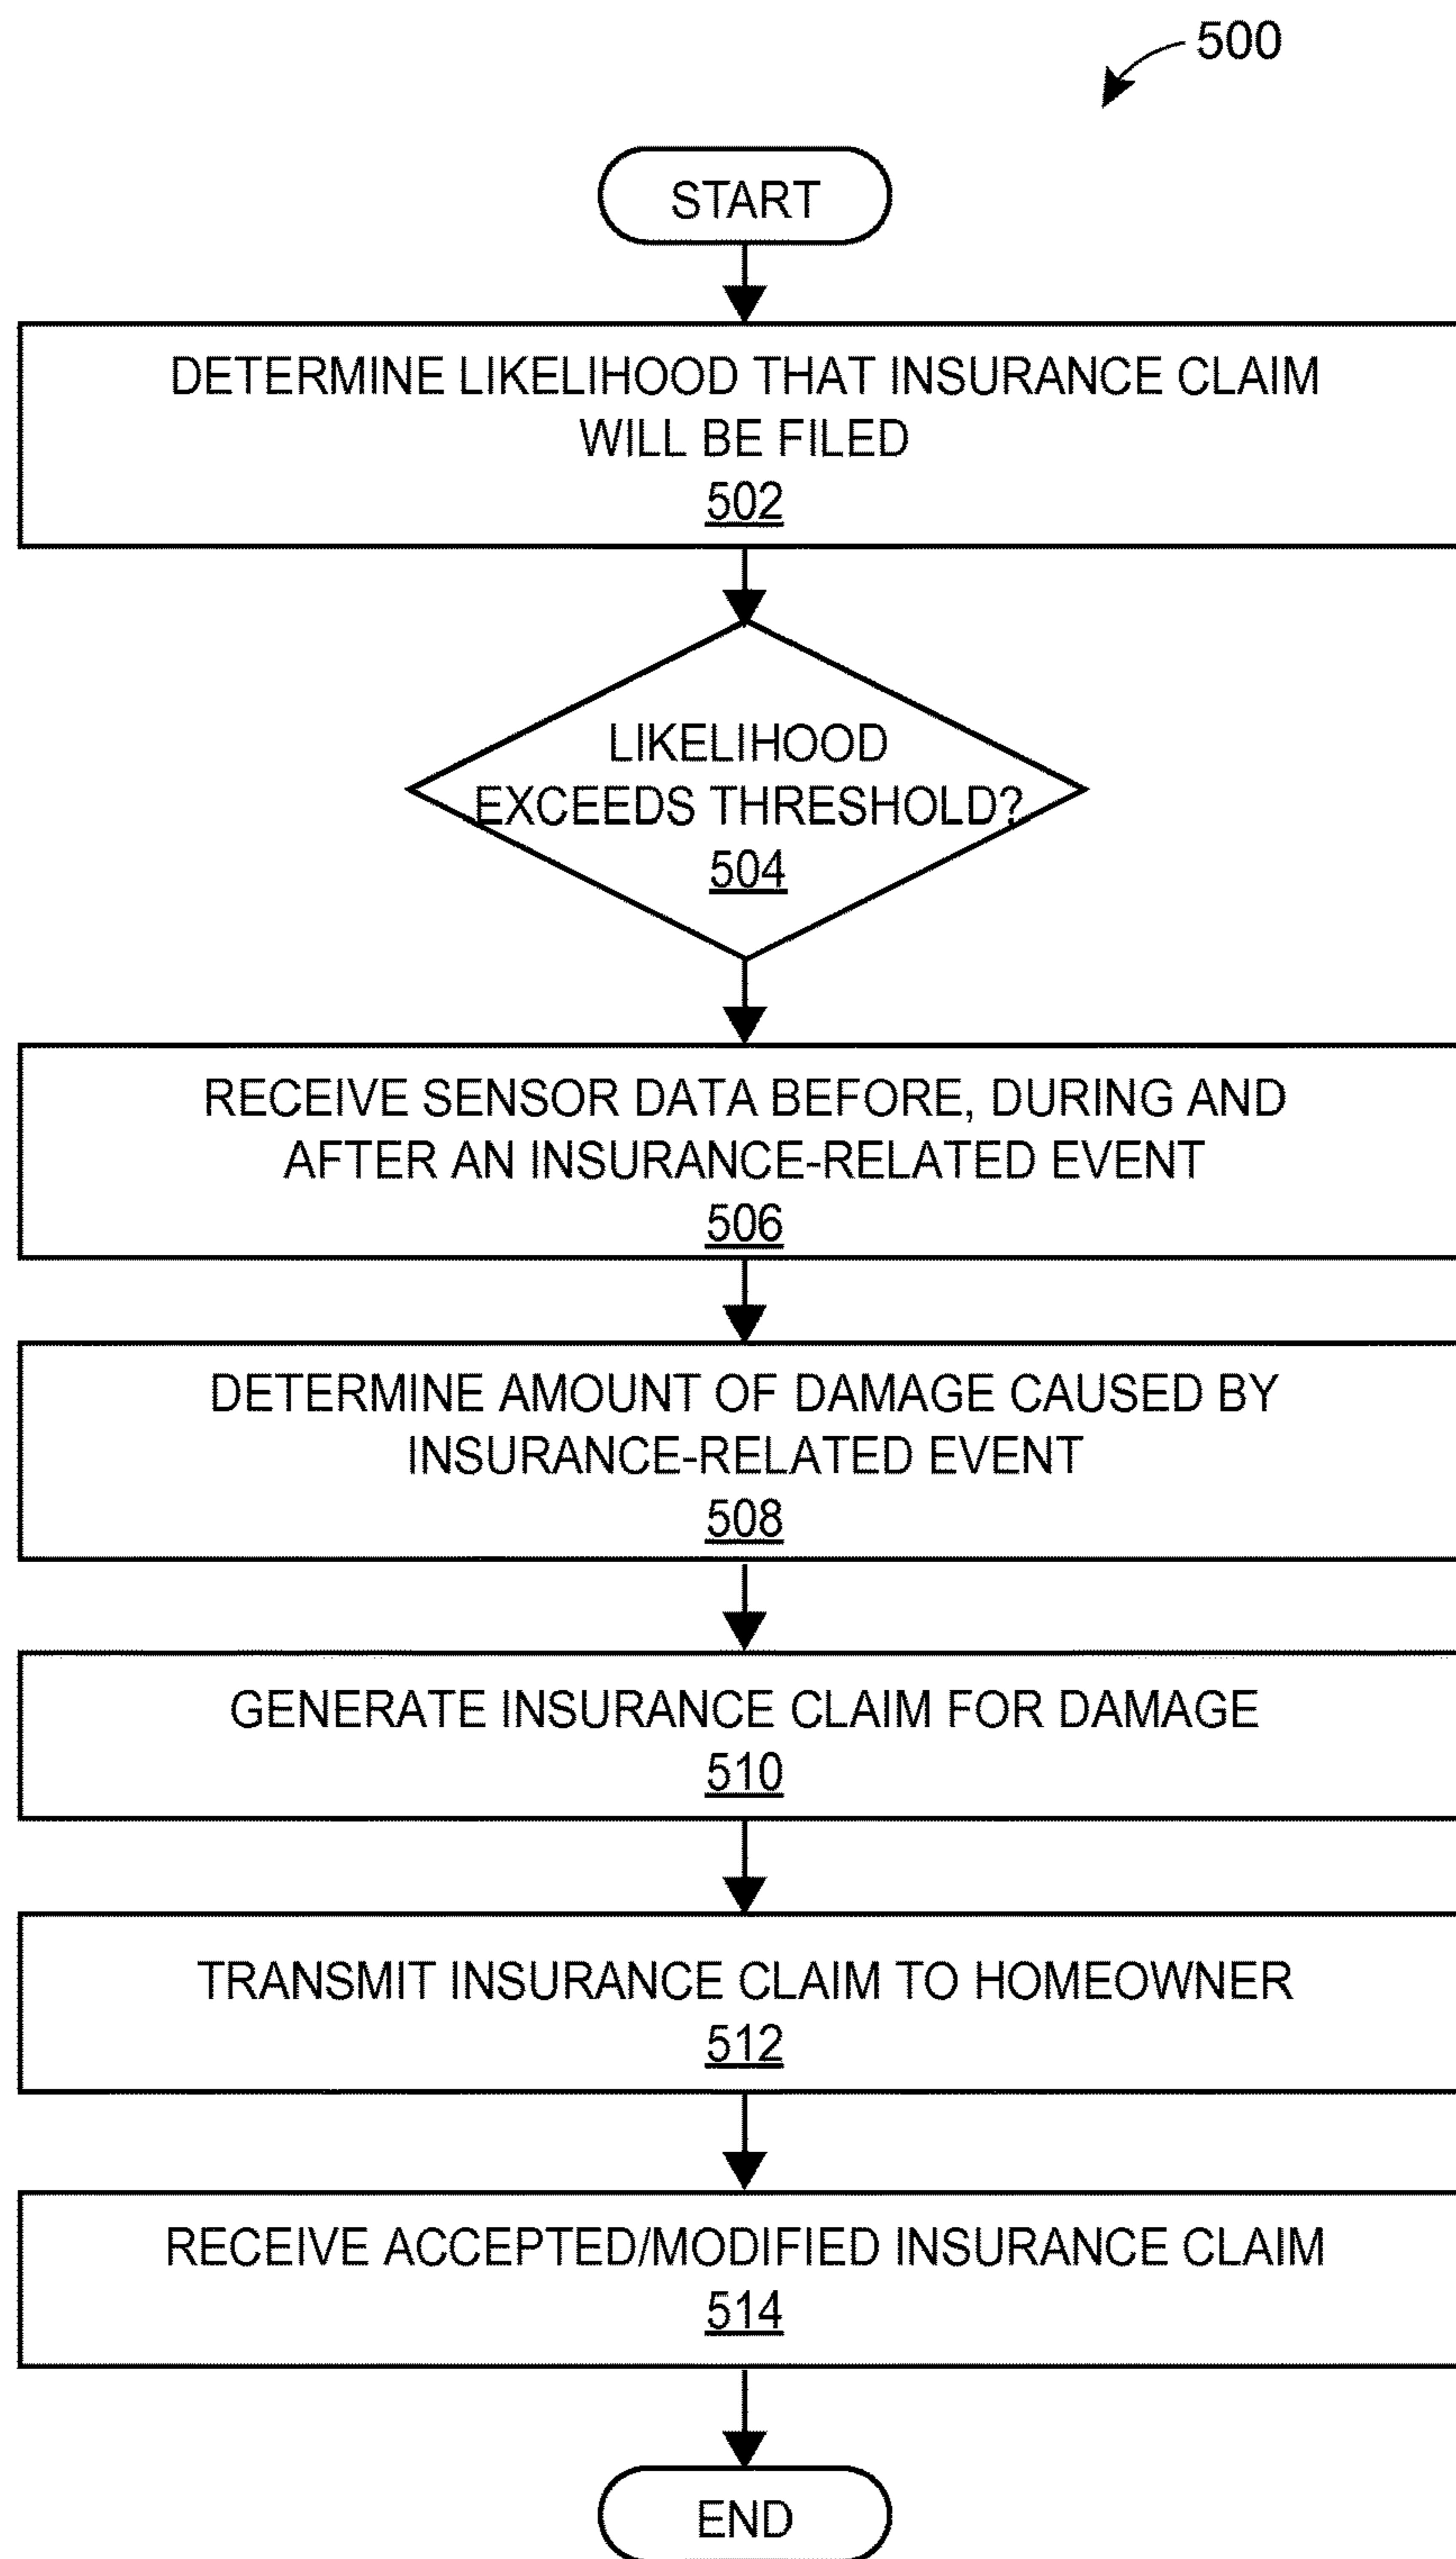 500
START
DETERMINE LIKELIHOOD THAT INSURANCE CLAIM
WILL BE FILED
502
LIKELIHOOD
EXCEEDS THRESHOLD?
504
RECEIVE SENSOR DATA BEFORE, DURING AND
AFTER AN INSURANCE-RELATED EVENT
506
DETERMINE AMOUNT OF DAMAGE CAUSED BY
INSURANCE-RELATED EVENT
508
GENERATE INSURANCE CLAIM FOR DAMAGE
510
TRANSMIT INSURANCE CLAIM TO HOMEOWNER
512
RECEIVE ACCEPTED/MODIFIED INSURANCE CLAIM
514
END